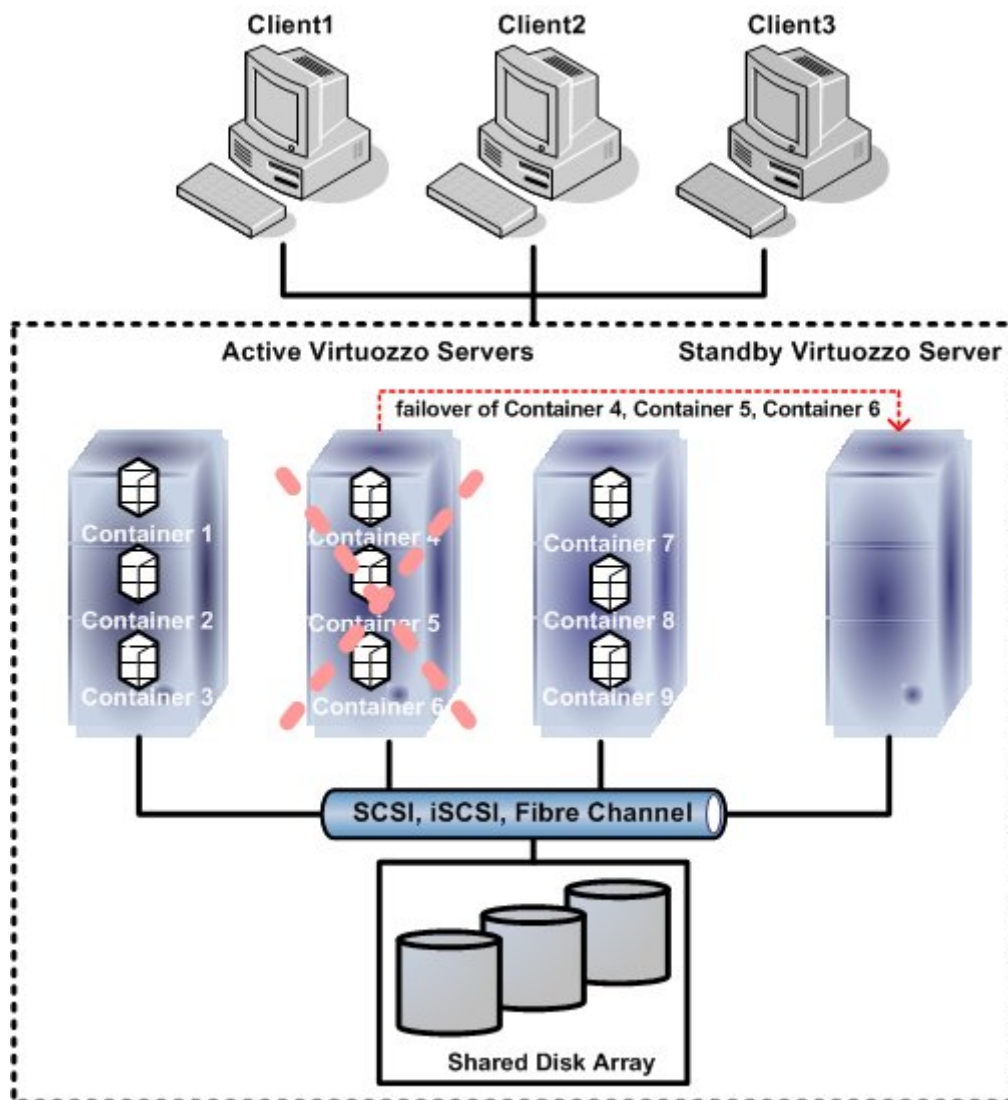 Client1
Client2
Client3
Active Virtuozzo Servers
Standby Virtuozzo Server
failover of Container 4, Container 5, Container 6
Container 1
Container 2
Container 3
Container 4
Container 5
Container 6
Container 7
Container 8
Container 9
SCSI, iSCSI, Fibre Channel
Shared Disk Array